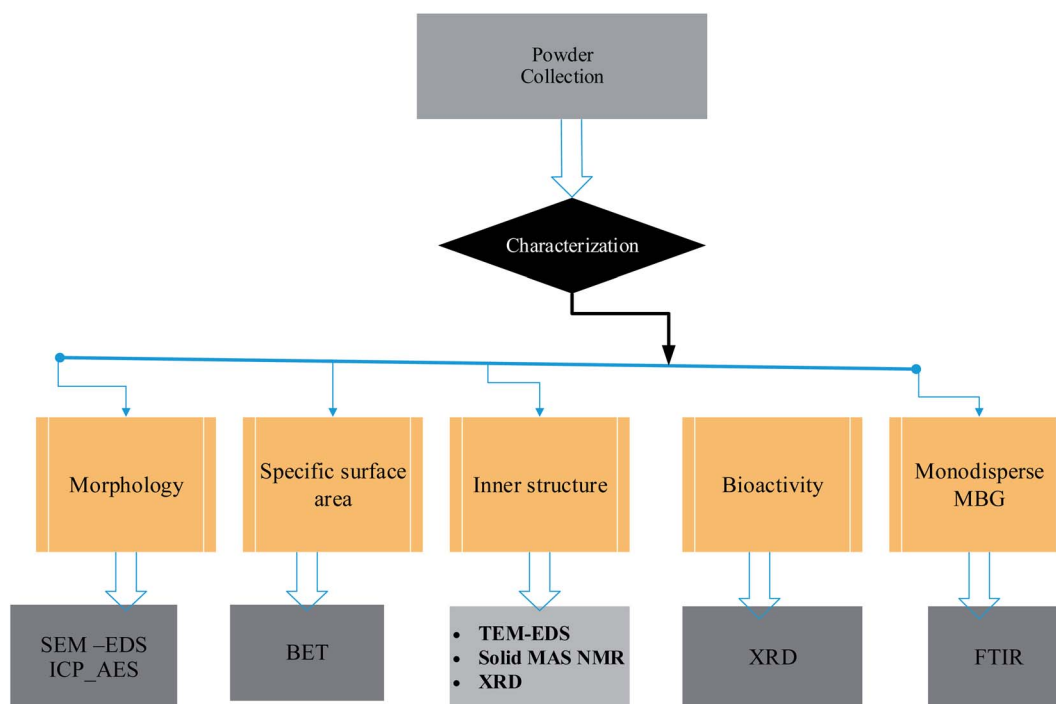 Powder
Collection
Characterization
Morphology
Specific surface
area
Inner structure
Bioactivity
Monodisperse
MBG
SEM –EDS
ICP_AES
BET
• TEM-EDS
• Solid MAS NMR
• XRD
XRD
FTIR